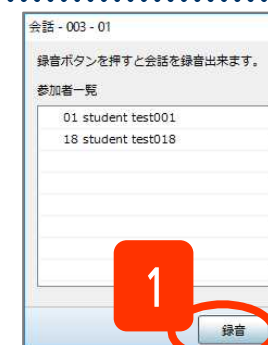 会話 - 003 - 01
録音ボタンを押すと会話を録音出来ます。
参加者一覧
01 student test001
18 student test018
1
録音